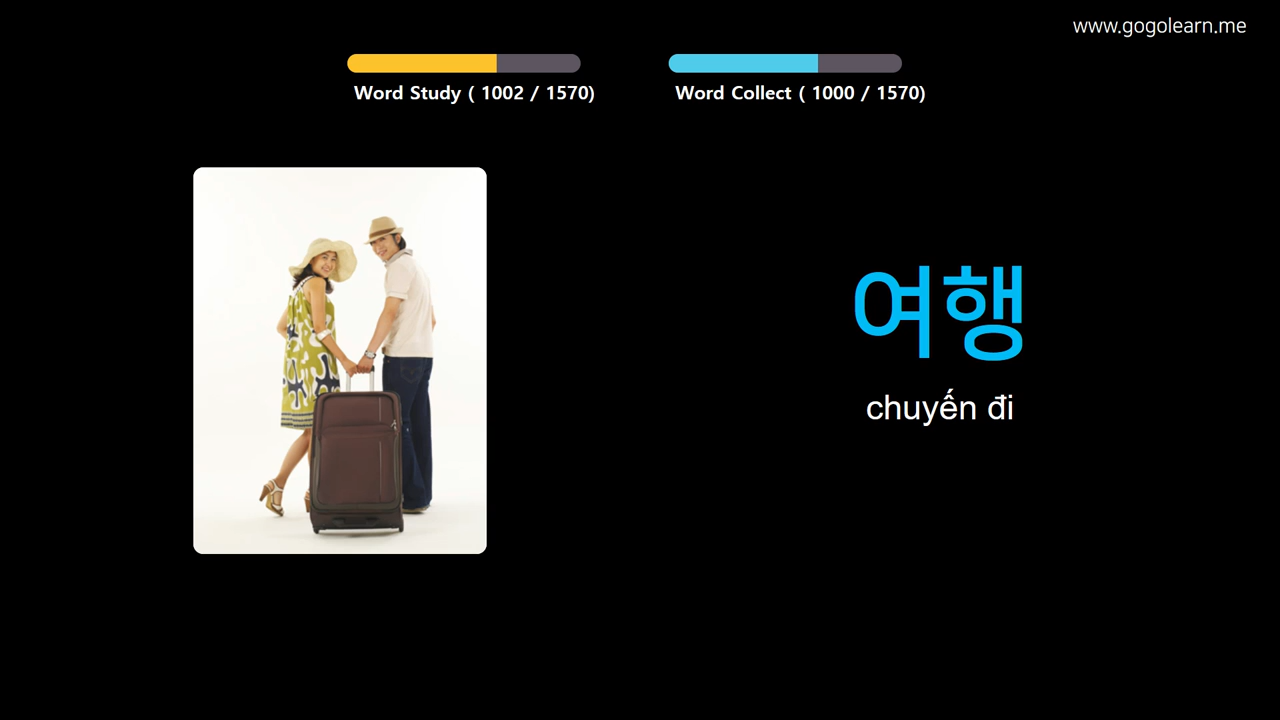 www.gogolearn.me
Word Study ( 1002 / 1570)
Word Collect ( 1000 / 1570)
여행
chuyến đi